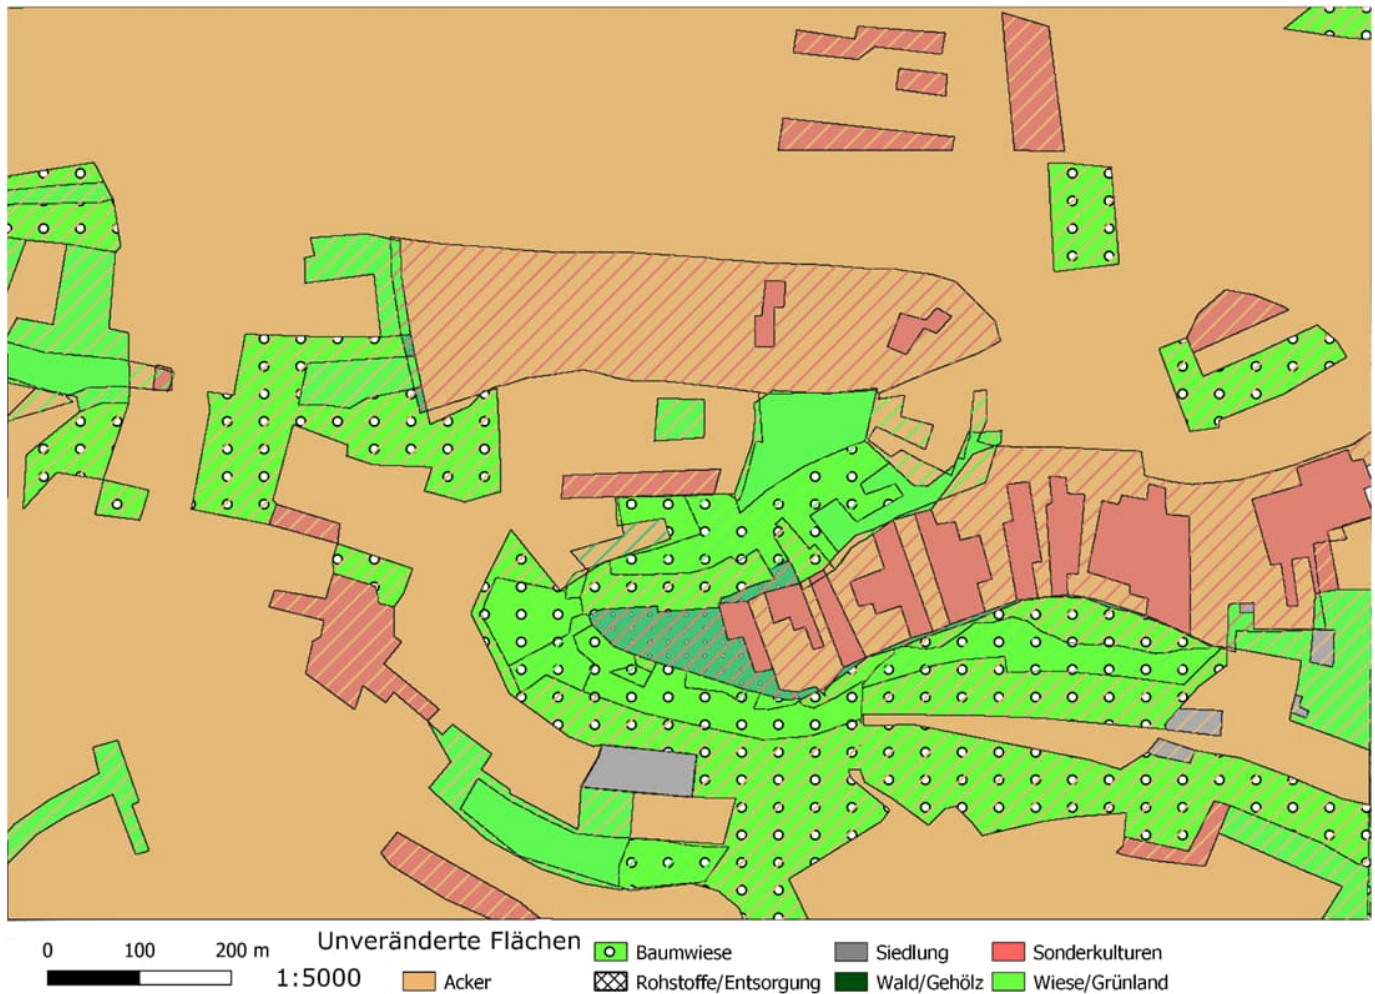 0 100 200 m
1:5000
Unveränderte Flächen
Acker
Baumwiese
Rohstoffe/Entsorgung
Siedlung
Wald/Gehölz
Sonderkulturen
Wiese/Grünland